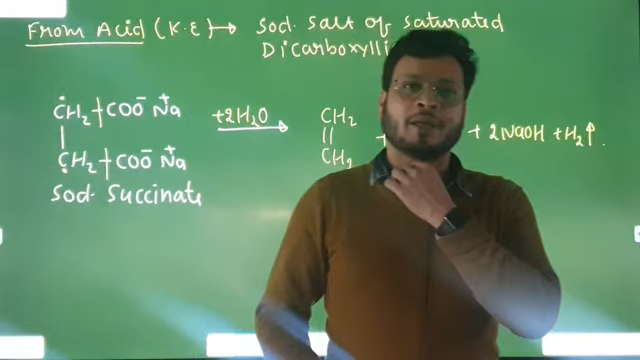 From Acid (K.E) → Sod. Salt of Saturated
Dicarboxylli
ĊH₂ + COO⁻ Na⁺ +2H₂O → CH₂ + + 2NaOH + H₂↑.
| ||
ĊH₂ + COO⁻ Na⁺ CH₂
Sod. Succinate